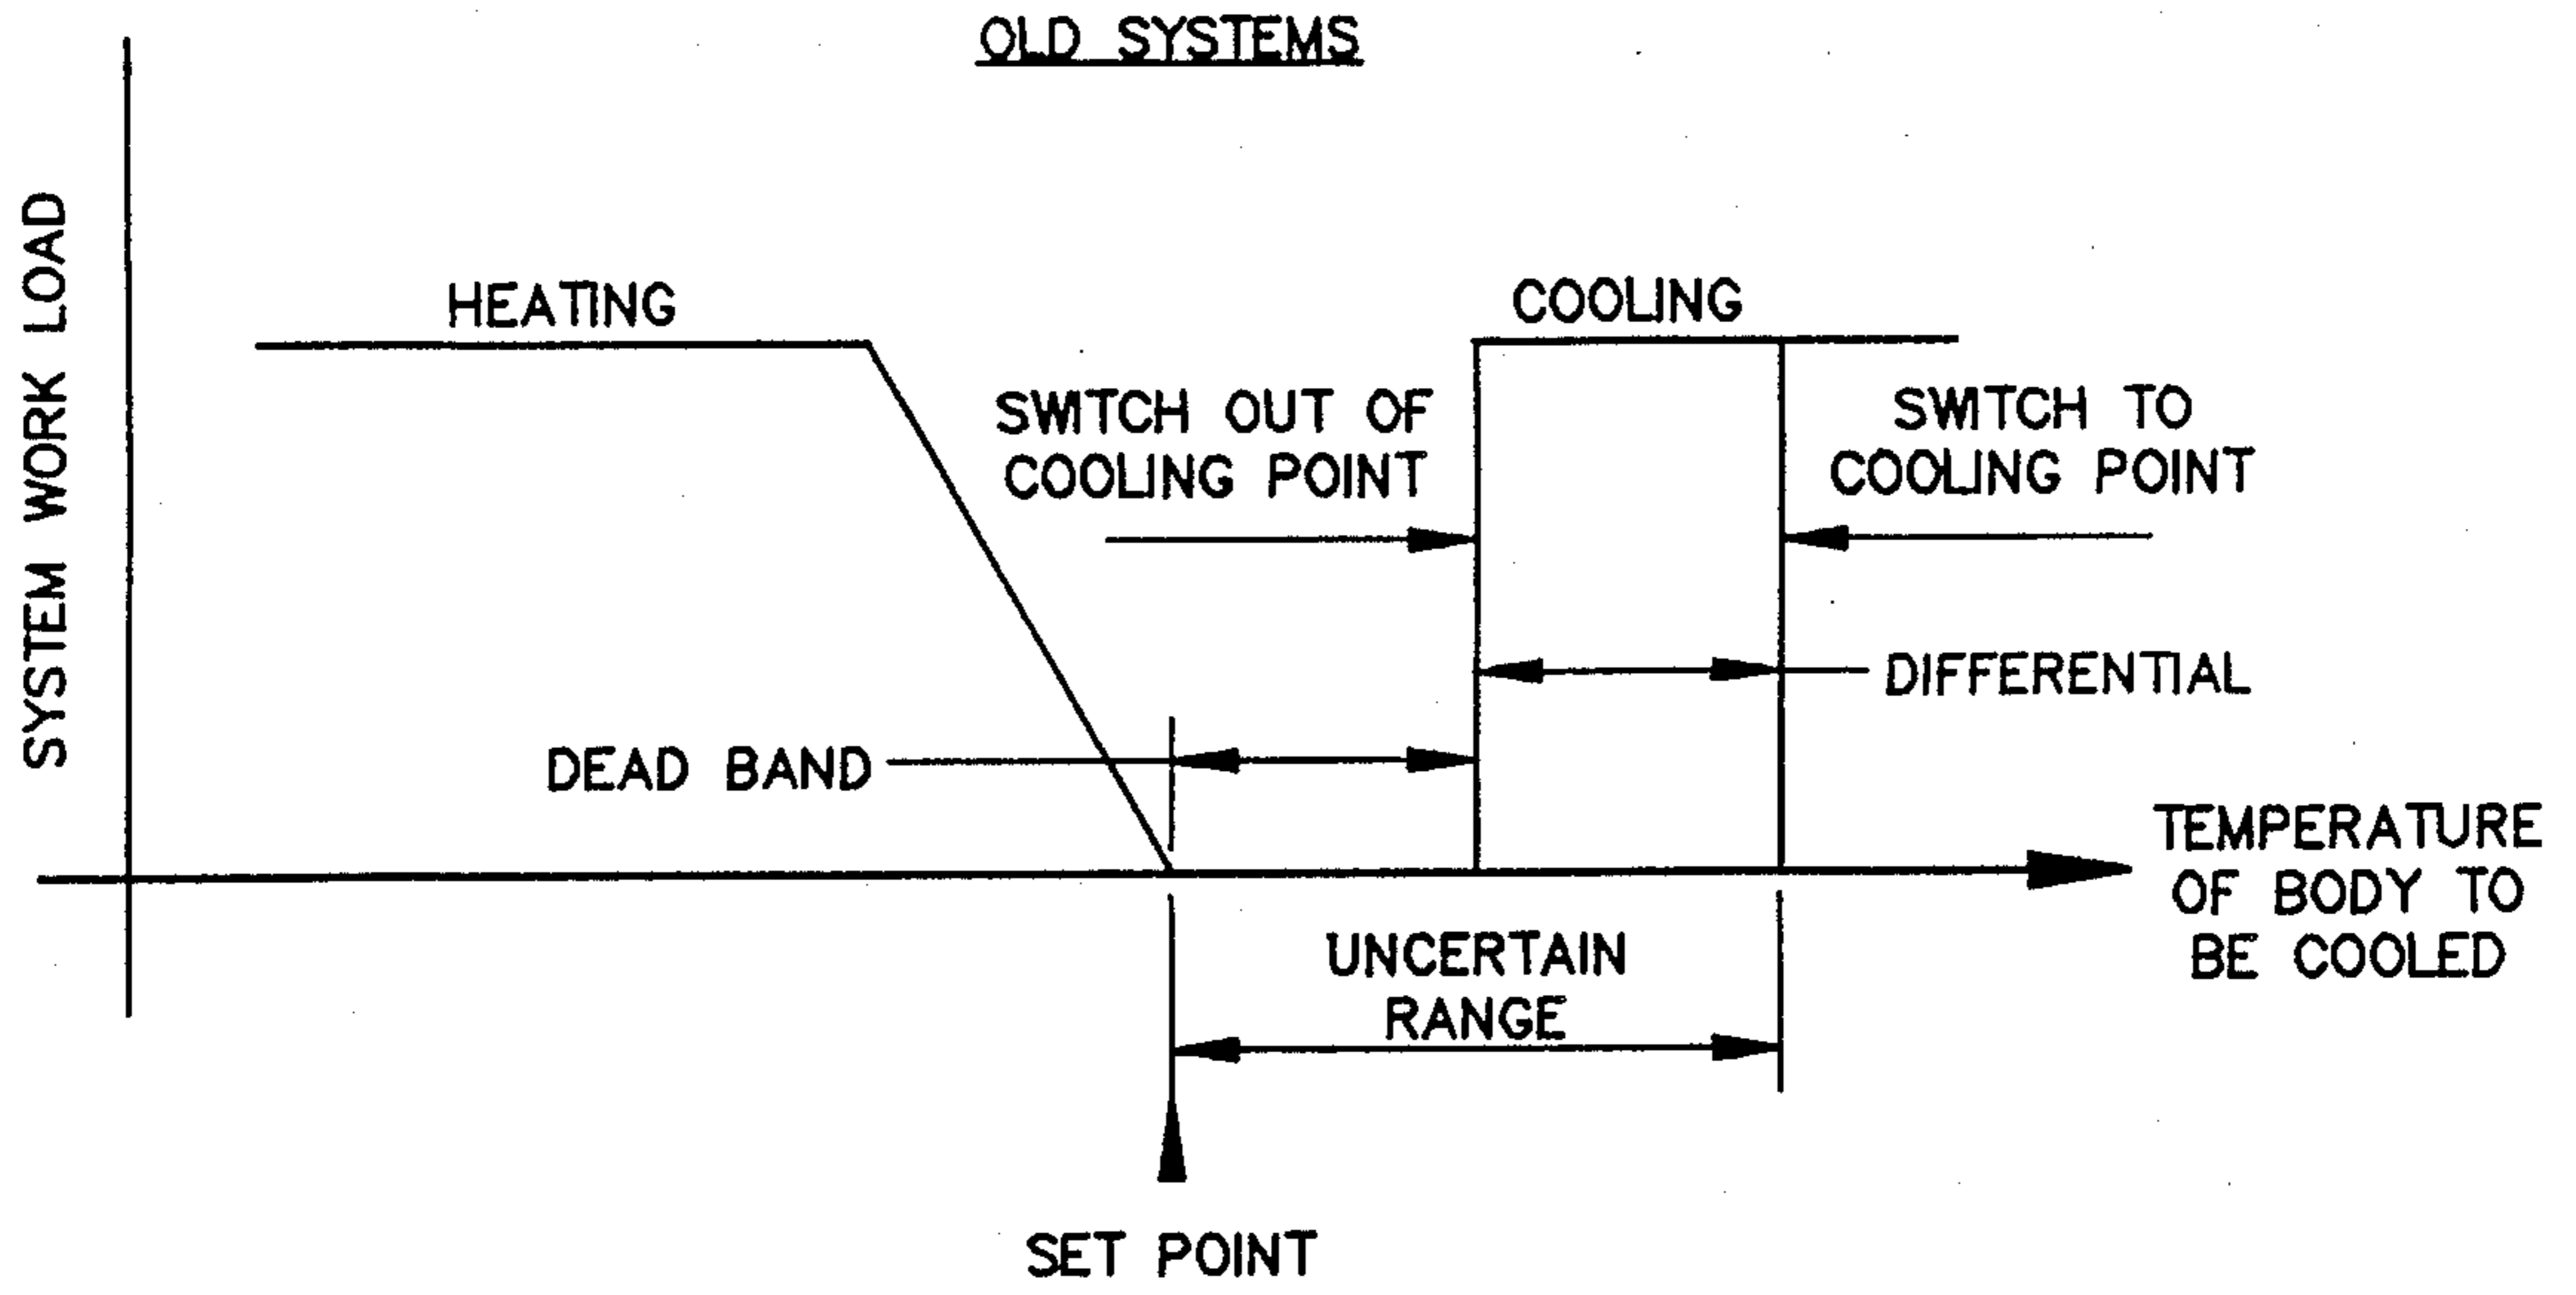 OLD SYSTEMS
SYSTEM WORK LOAD
HEATING
COOLING
SWITCH OUT OF
COOLING POINT
SWITCH TO
COOLING POINT
DIFFERENTIAL
DEAD BAND
TEMPERATURE
OF BODY TO
BE COOLED
UNCERTAIN
RANGE
SET POINT